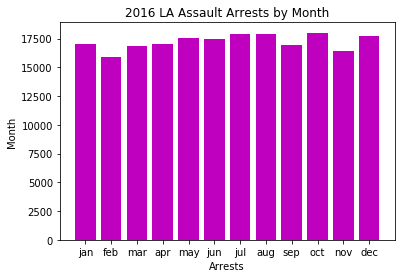 2016 LA Assault Arrests by Month
Month
17500
15000
12500
10000
7500
5000
2500
0
jan feb mar apr may jun jul aug sep oct nov dec
Arrests